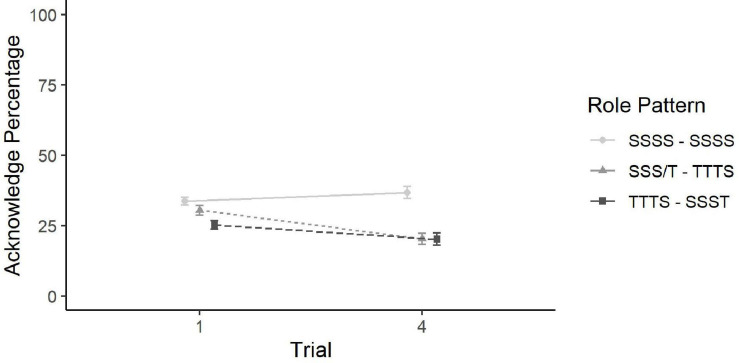 Acknowledge Percentage
100
75
50
25
0
1
4
Trial
Role Pattern
SSSS - SSSS
SSS/T - TTTS
TTTS - SSST